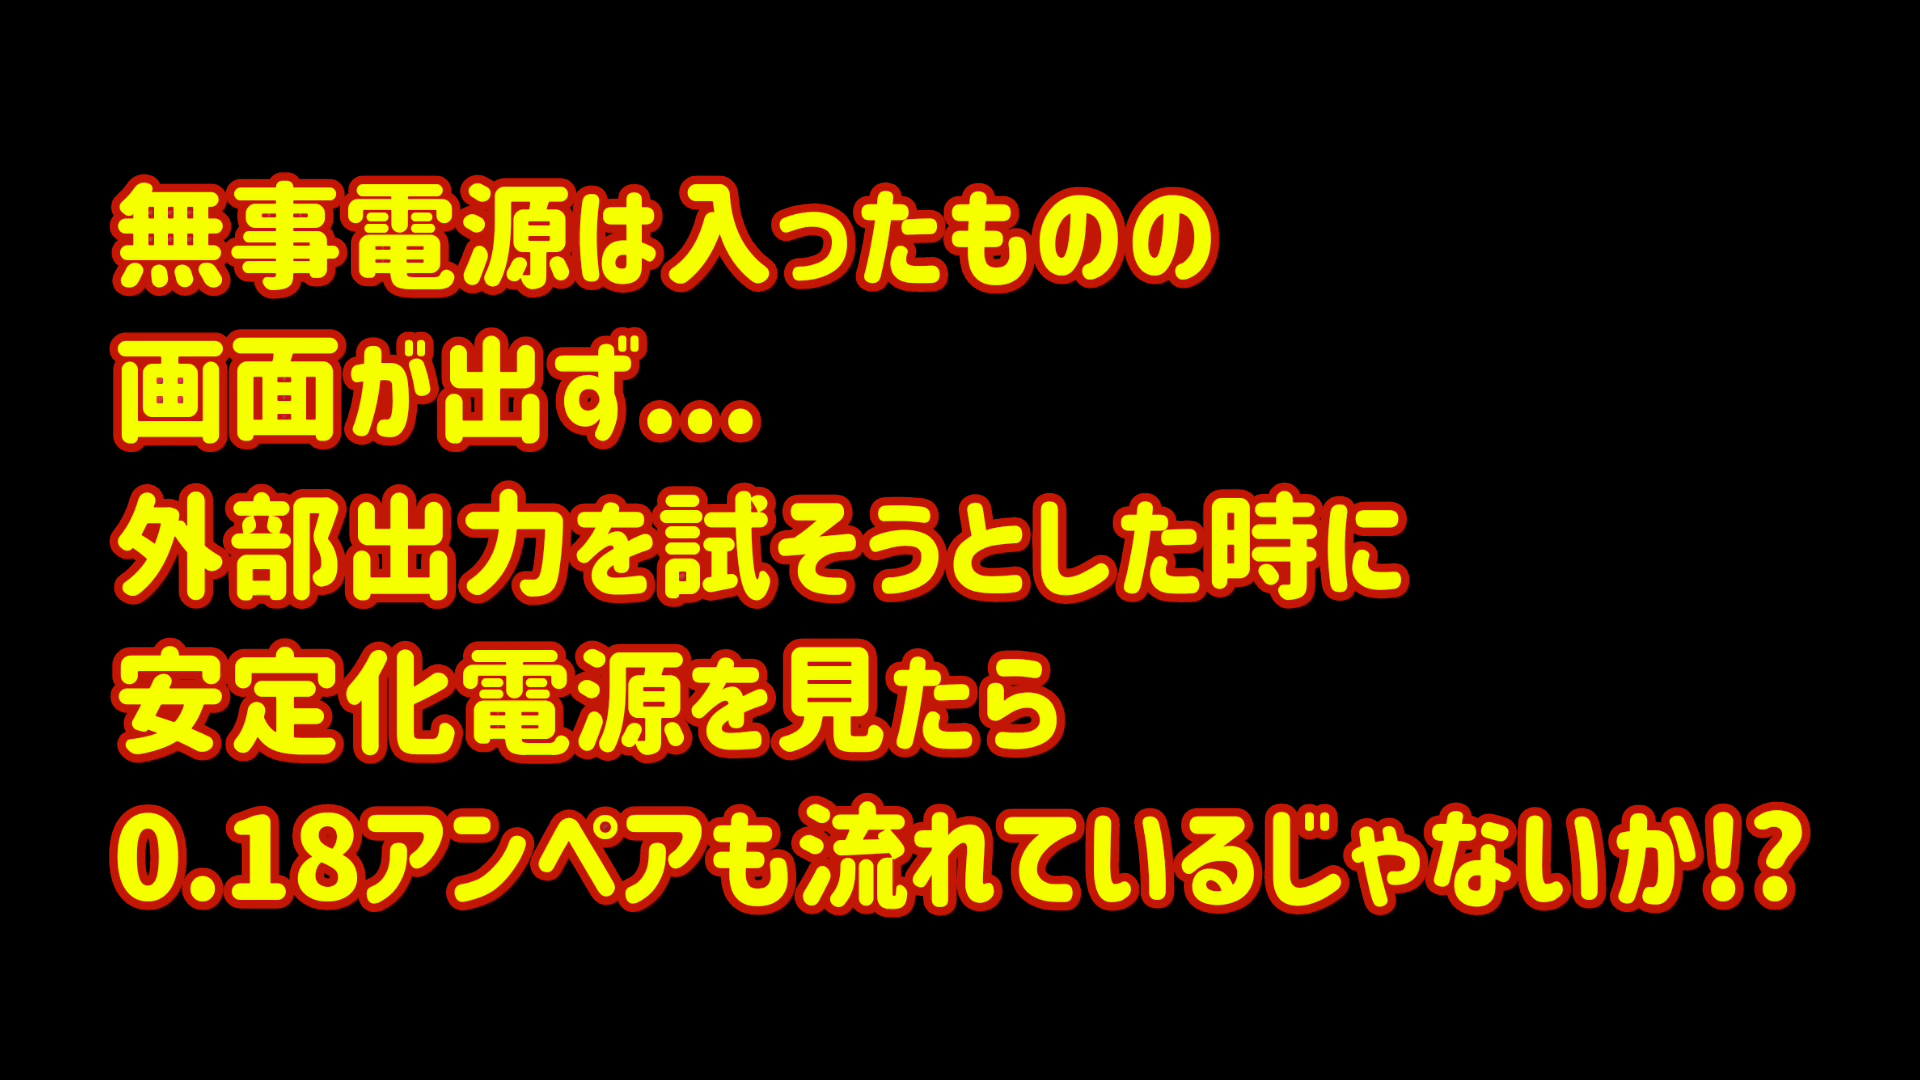 無事電源は入ったものの
画面が出ず...
外部出力を試そうとした時に
安定化電源を見たら
0.18アンペアも流れているじゃないか!?